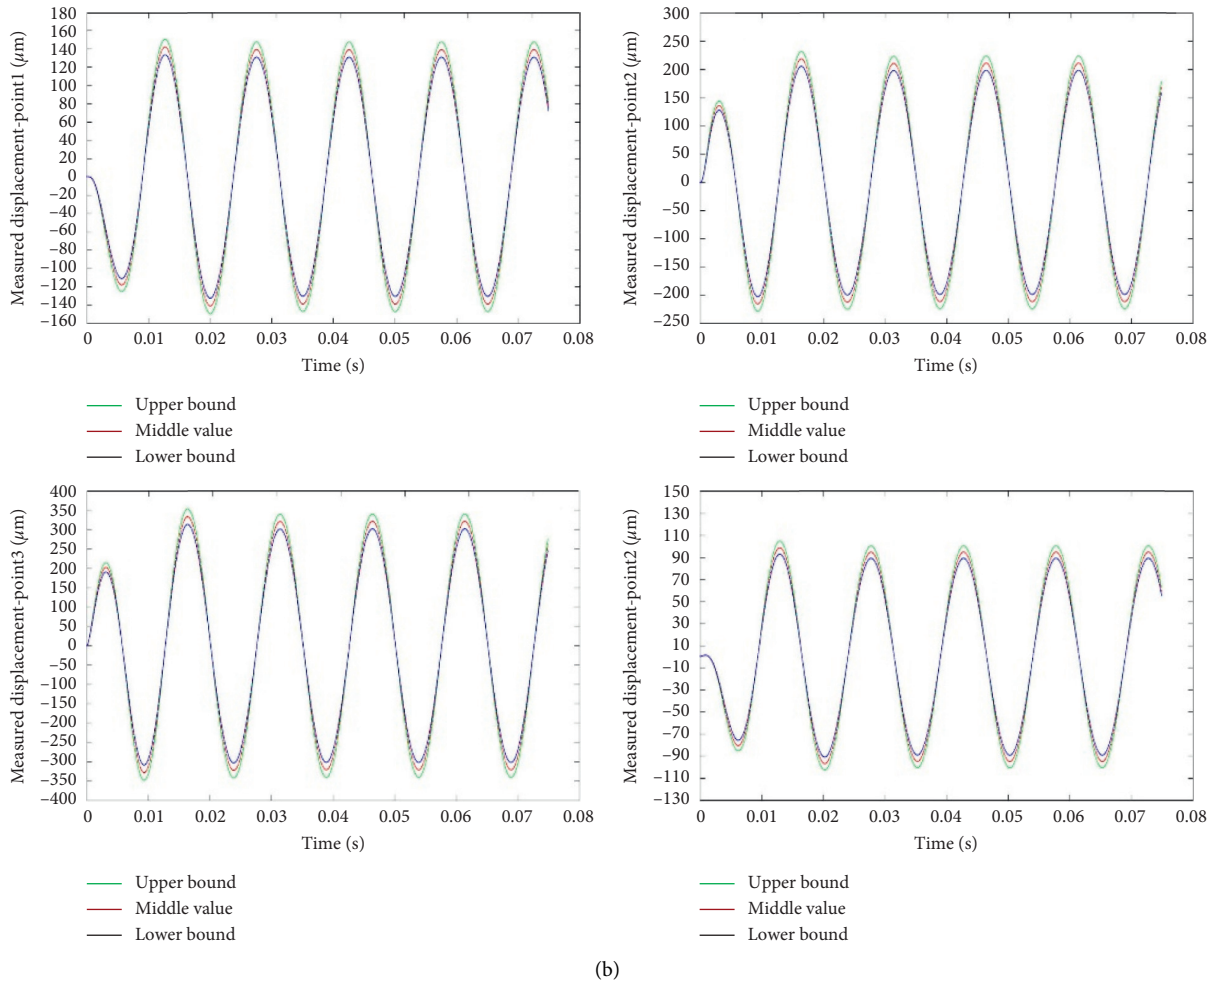 Measured displacement-point1 (μm)
180
160
140
120
100
80
60
40
20
0
–20
–40
–60
–80
–100
–120
–140
–160
0 0.01 0.02 0.03 0.04 0.05 0.06 0.07 0.08
Time (s)
Upper bound
Middle value
Lower bound
Measured displacement-point2 (μm)
300
250
200
150
100
50
0
–50
–100
–150
–200
–250
0 0.01 0.02 0.03 0.04 0.05 0.06 0.07 0.08
Time (s)
Upper bound
Middle value
Lower bound
Measured displacement-point3 (μm)
400
350
300
250
200
150
100
50
0
–50
–100
–150
–200
–250
–300
–350
–400
0 0.01 0.02 0.03 0.04 0.05 0.06 0.07 0.08
Time (s)
Upper bound
Middle value
Lower bound
Measured displacement-point2 (μm)
150
130
110
90
70
50
30
10
–10
–30
–50
–70
–90
–110
–130
0 0.01 0.02 0.03 0.04 0.05 0.06 0.07 0.08
Time (s)
Upper bound
Middle value
Lower bound
(b)